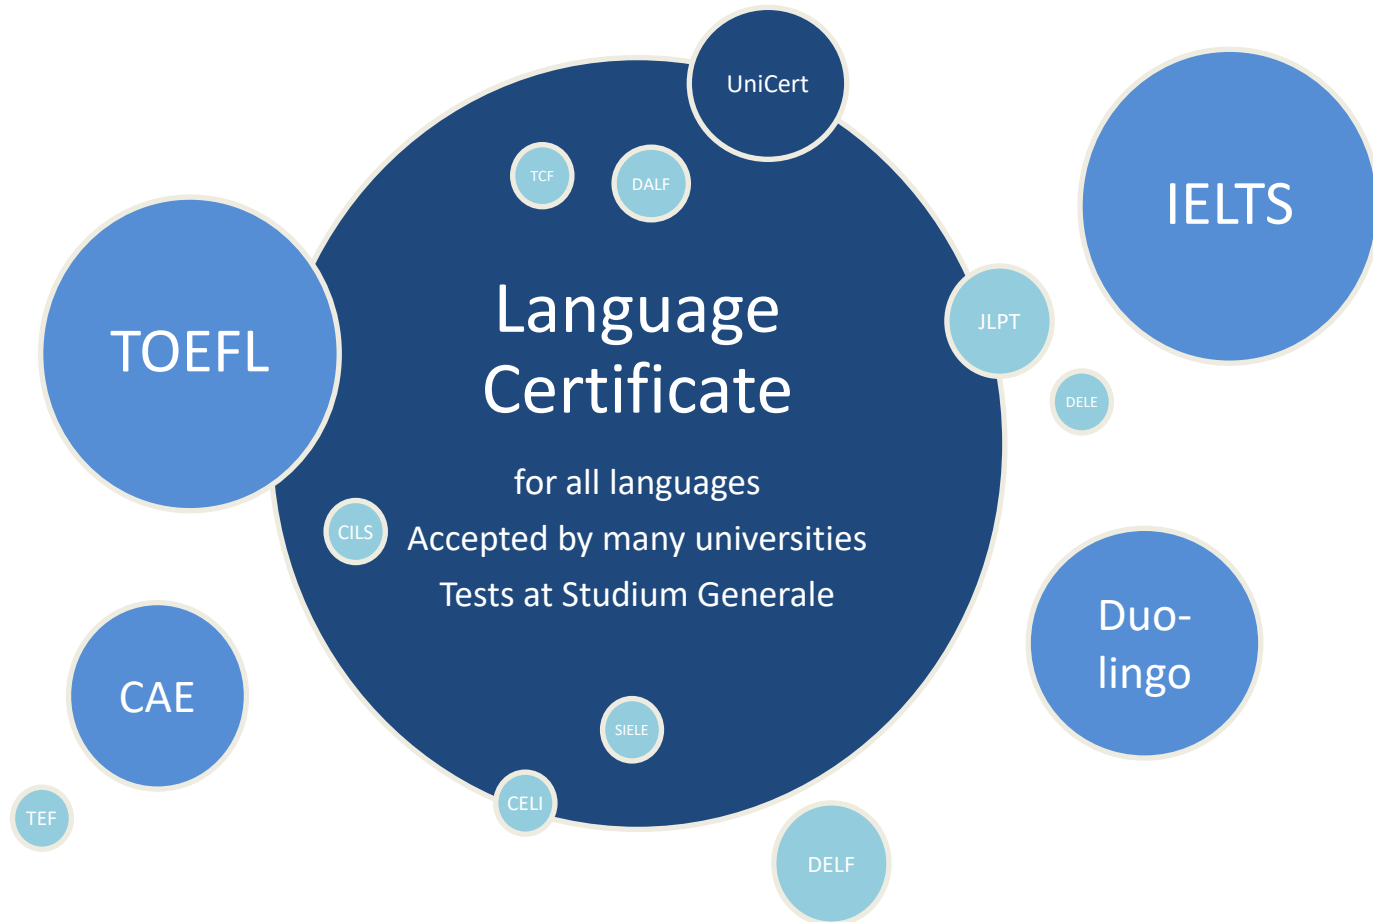 UniCert
TCF
DALF
IELTS
TOEFL
Language
Certificate
JLPT
DELE
for all languages
CILS
Accepted by many universities
Tests at Studium Generale
Duo-
lingo
CAE
SIELE
CELI
TEF
DELF